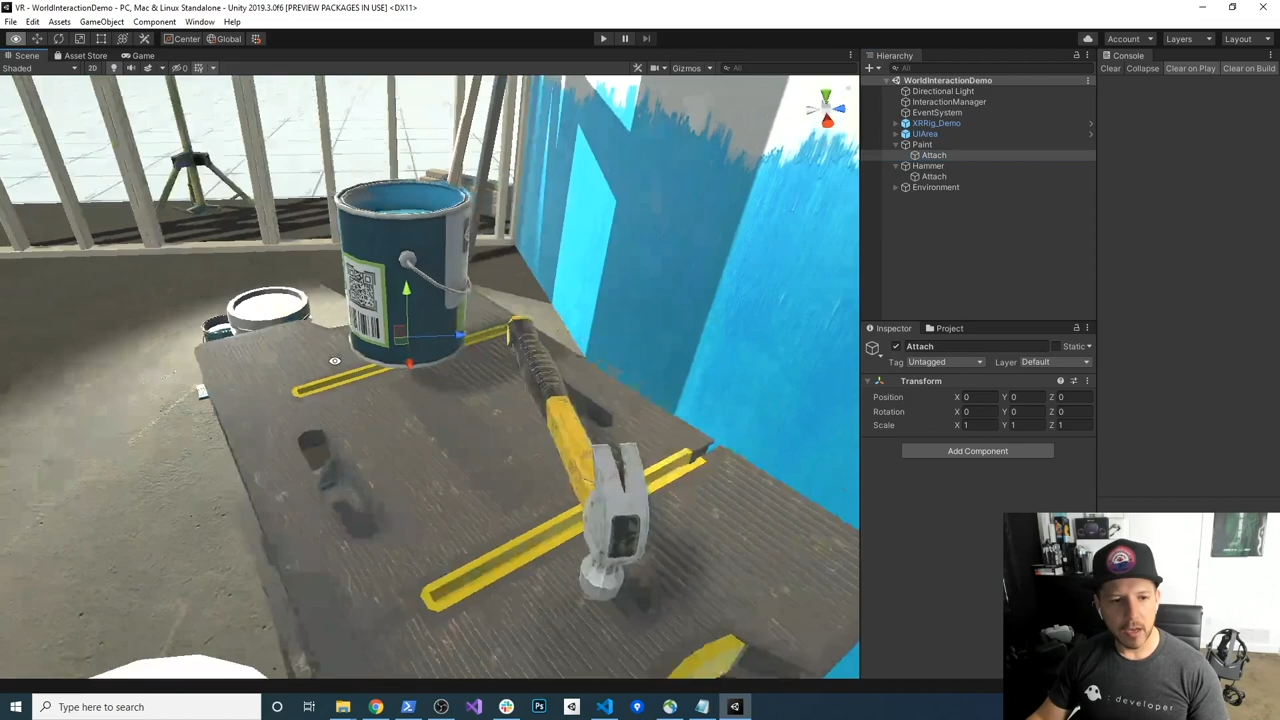 VR - WorldInteractionDemo - PC, Mac & Linux Standalone - Unity 2019.3.0f6 [PREVIEW PACKAGES IN USE] <DX11>
File Edit Assets GameObject Component Window Help
Center Global Account Layers Layout
Scene Asset Store Game
Shaded 2D 0 Gizmos All
Hierarchy
All
WorldInteractionDemo
Directional Light
InteractionManager
EventSystem
XRRig_Demo
UIArea
Paint
Attach
Hammer
Attach
Environment
Console
Clear Collapse Clear on Play Clear on Build
Inspector Project
Attach Static
Tag Untagged Layer Default
Transform
Position X 0 Y 0 Z 0
Rotation X 0 Y 0 Z 0
Scale X 1 Y 1 Z 1
Add Component
: developer
Type here to search